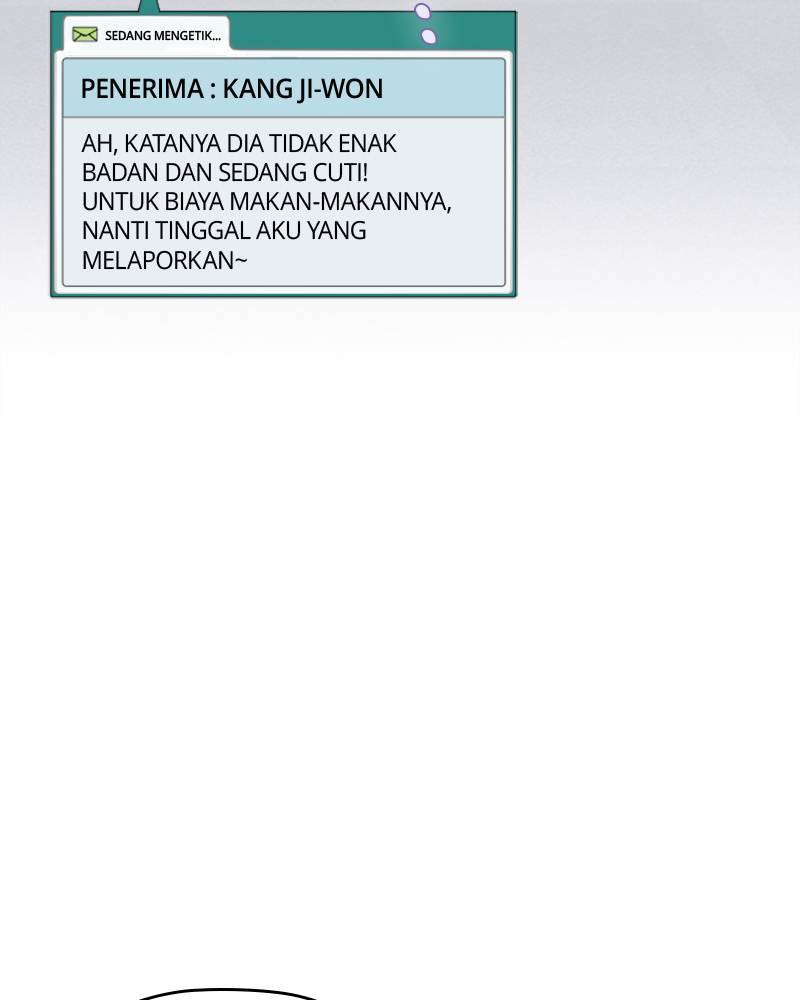 SEDANG MENGETIK...
PENERIMA : KANG JI-WON
AH, KATANYA DIA TIDAK ENAK
BADAN DAN SEDANG CUTI!
UNTUK BIAYA MAKAN-MAKANNYA,
NANTI TINGGAL AKU YANG
MELAPORKAN~